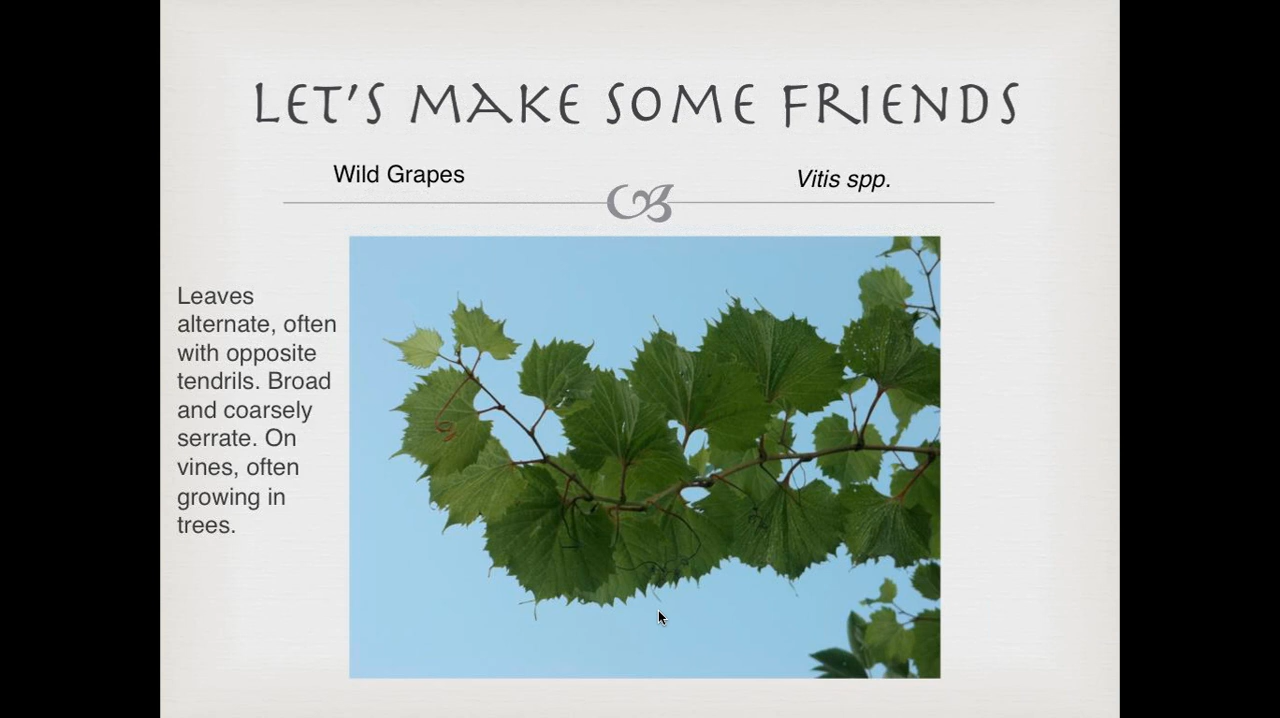 LET'S MAKE SOME FRIENDS
Wild Grapes
Vitis spp.
Leaves
alternate, often
with opposite
tendrils. Broad
and coarsely
serrate. On
vines, often
growing in
trees.